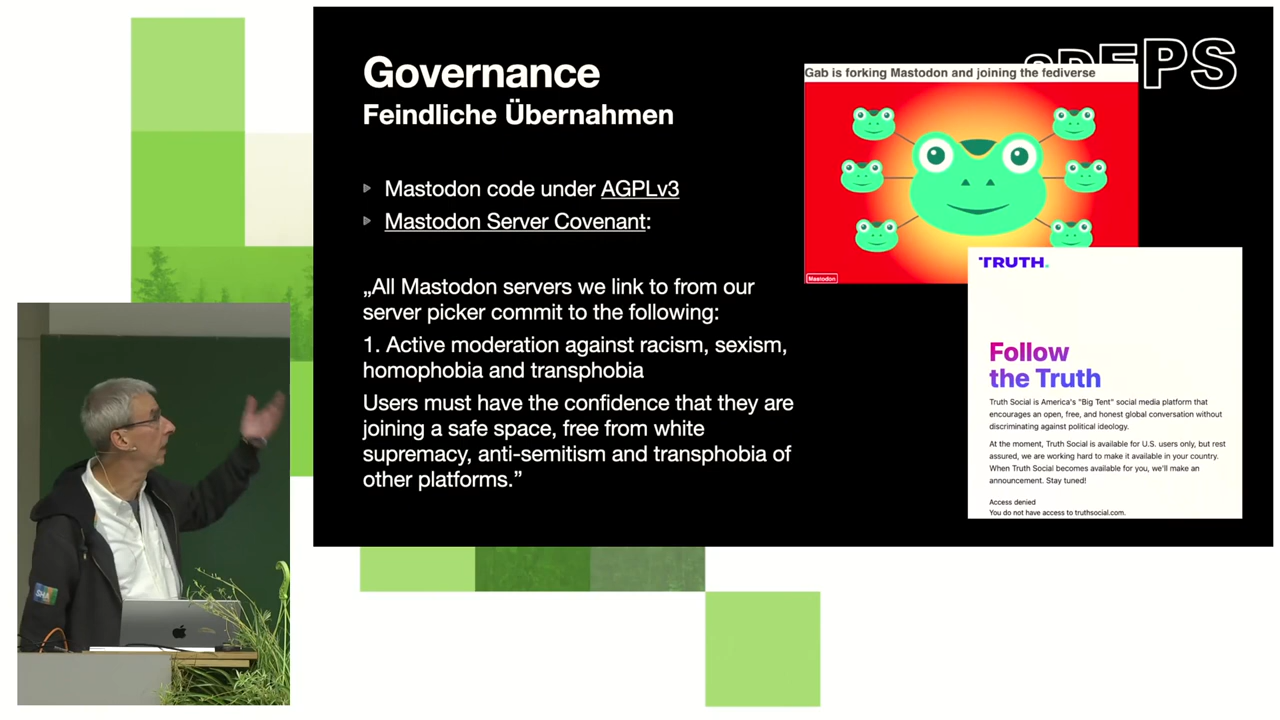 Governance
Feindliche Übernahmen
Mastodon code under AGPLv3
Mastodon Server Covenant:
„All Mastodon servers we link to from our
server picker commit to the following:
1. Active moderation against racism, sexism,
homophobia and transphobia
Users must have the confidence that they are
joining a safe space, free from white
supremacy, anti-semitism and transphobia of
other platforms.”
Gab is forking Mastodon and joining the fediverse
Mastodon
TRUTH.
Follow
the Truth
Truth Social is America's "Big Tent" social media platform that
encourages an open, free, and honest global conversation without
discriminating against political ideology.
At the moment, Truth Social is available for U.S. users only, but rest
assured, we are working hard to make it available in your country.
When Truth Social becomes available for you, we'll make an
announcement. Stay tuned!
Access denied
You do not have access to truthsocial.com.
SHA